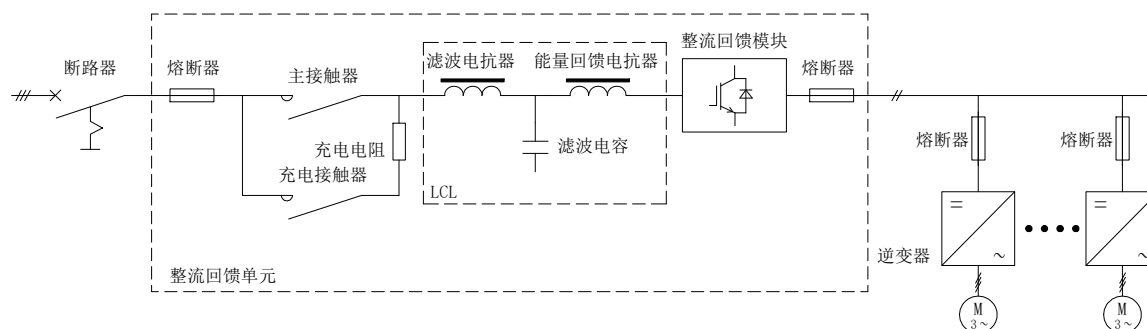 断路器
熔断器
主接触器
充电电阻
充电接触器
滤波电抗器
能量回馈电抗器
滤波电容
LCL
整流回馈模块
熔断器
整流回馈单元
熔断器
熔断器
=
~
=
~
逆变器
M
3~
M
3~